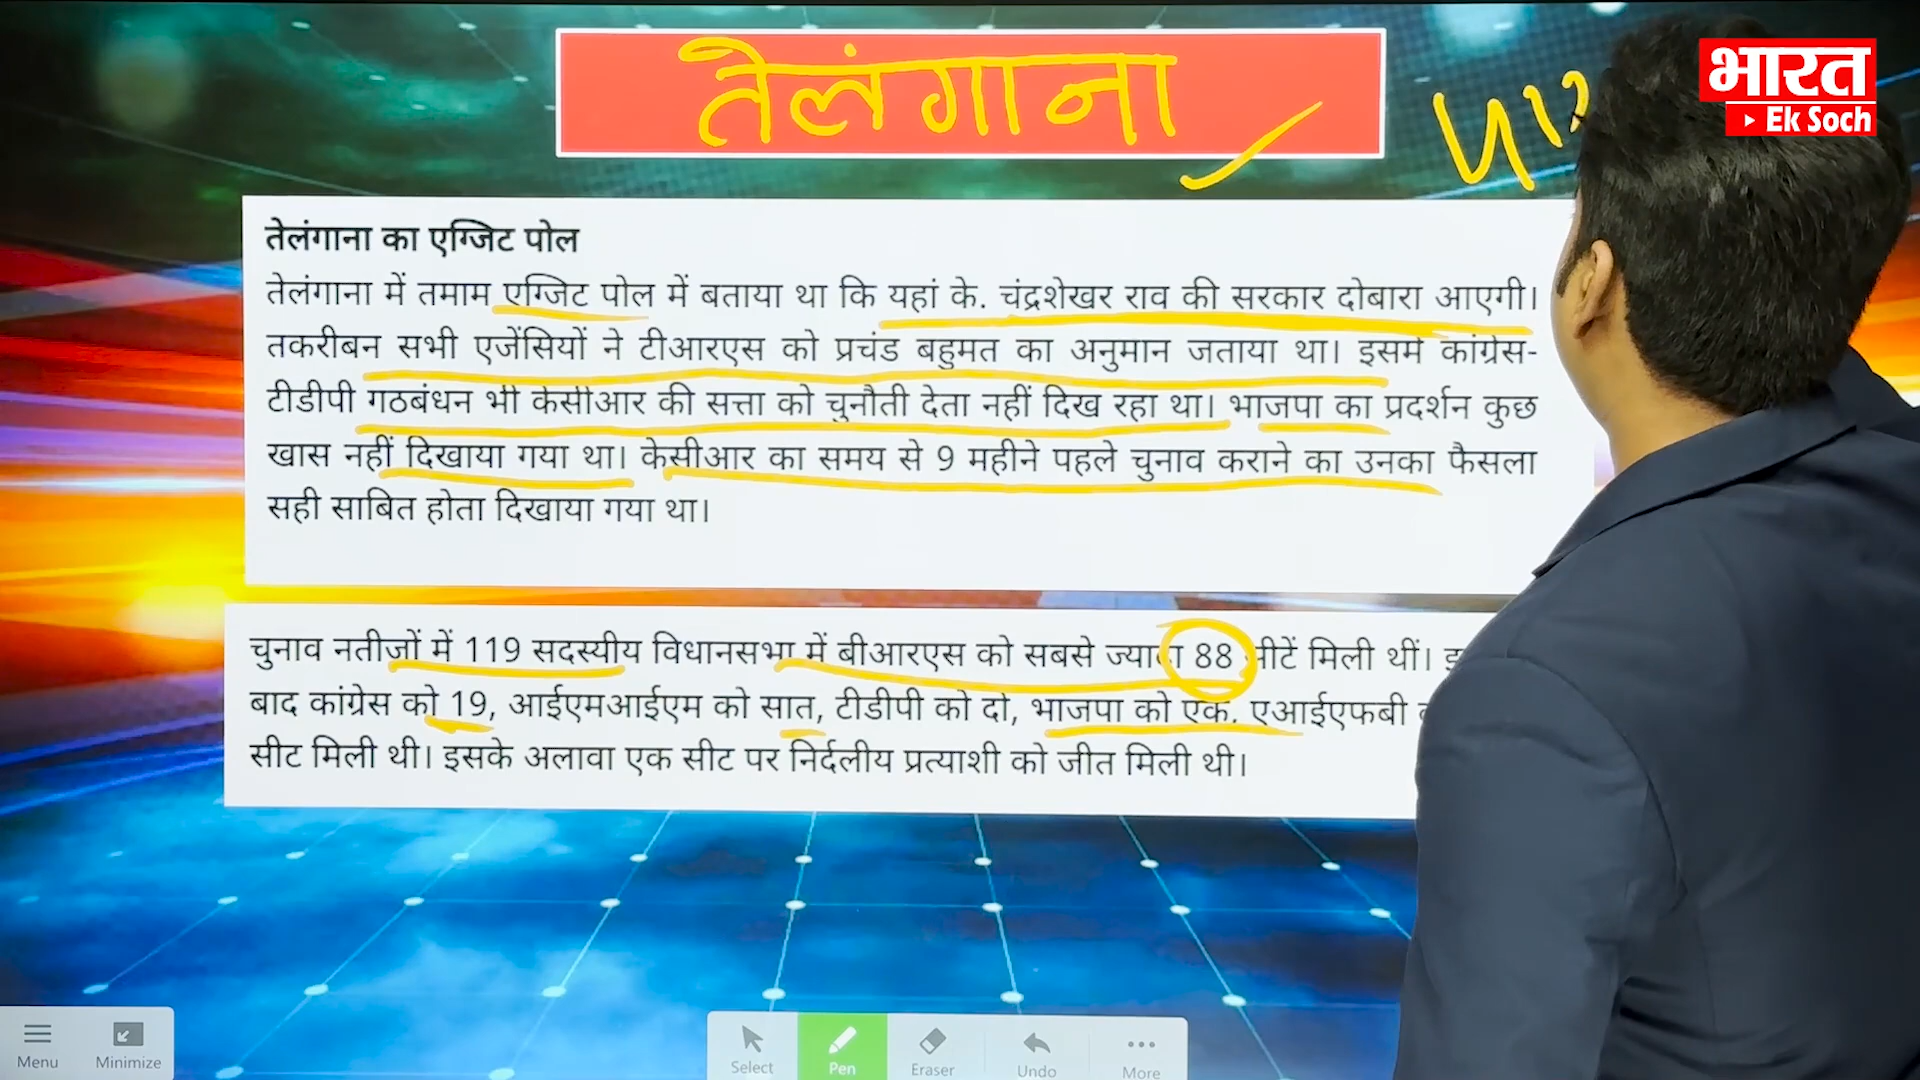 तेलंगाना
भारत
Ek Soch
तेलंगाना का एग्जिट पोल
तेलंगाना में तमाम एग्जिट पोल में बताया था कि यहां के. चंद्रशेखर राव की सरकार दोबारा आएगी।
तकरीबन सभी एजेंसियों ने टीआरएस को प्रचंड बहुमत का अनुमान जताया था। इसमें कांग्रेस-
टीडीपी गठबंधन भी केसीआर की सत्ता को चुनौती देता नहीं दिख रहा था। भाजपा का प्रदर्शन कुछ
खास नहीं दिखाया गया था। केसीआर का समय से 9 महीने पहले चुनाव कराने का उनका फैसला
सही साबित होता दिखाया गया था।
चुनाव नतीजों में 119 सदस्यीय विधानसभा में बीआरएस को सबसे ज्यादा 88 सीटें मिली थीं।
बाद कांग्रेस को 19, आईएमआईएम को सात, टीडीपी को दो, भाजपा को एक, एआईएफबी
सीट मिली थी। इसके अलावा एक सीट पर निर्दलीय प्रत्याशी को जीत मिली थी।
Menu Minimize Select Pen Eraser Undo More